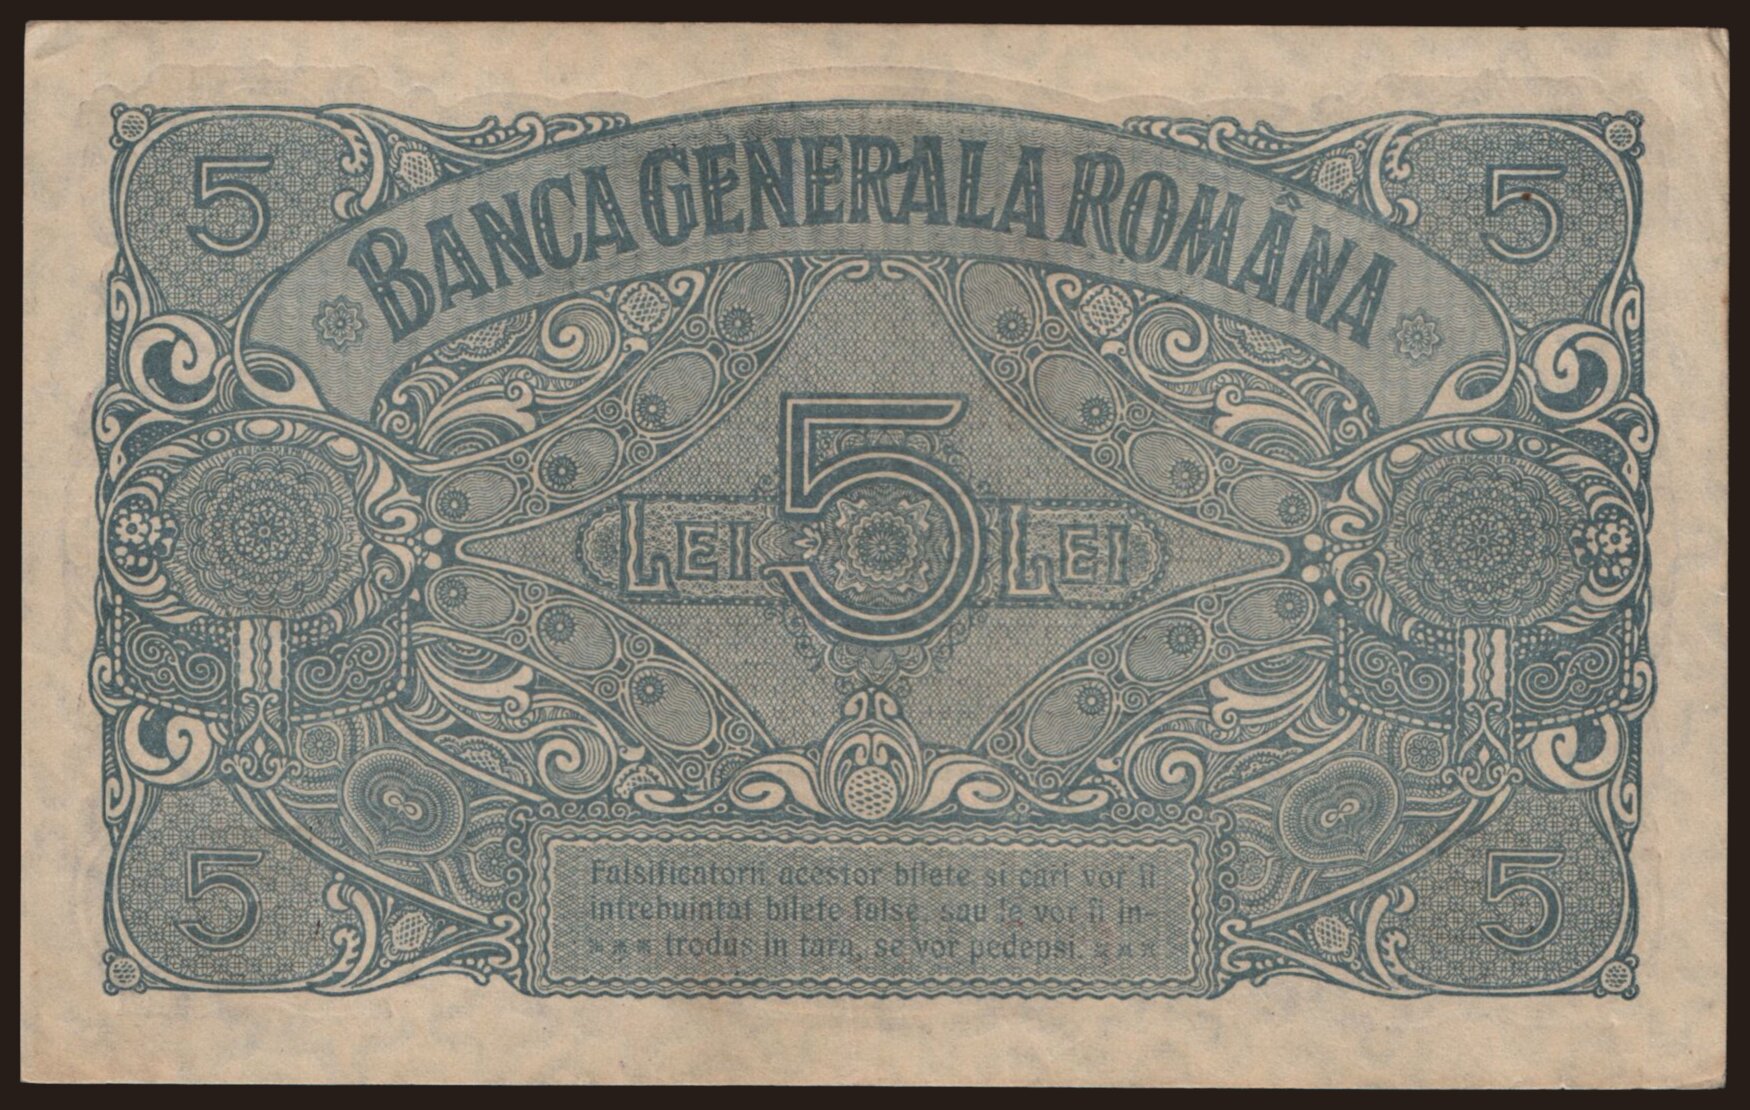 5 5
BANCA GENERALA ROMÂNA
LEI 5 LEI
5 5
Falsificatorii acestor bilete si cari vor fi
intrebuintat bilete false, sau le vor fi in-
*** trodus in tara, se vor pedepsi ***